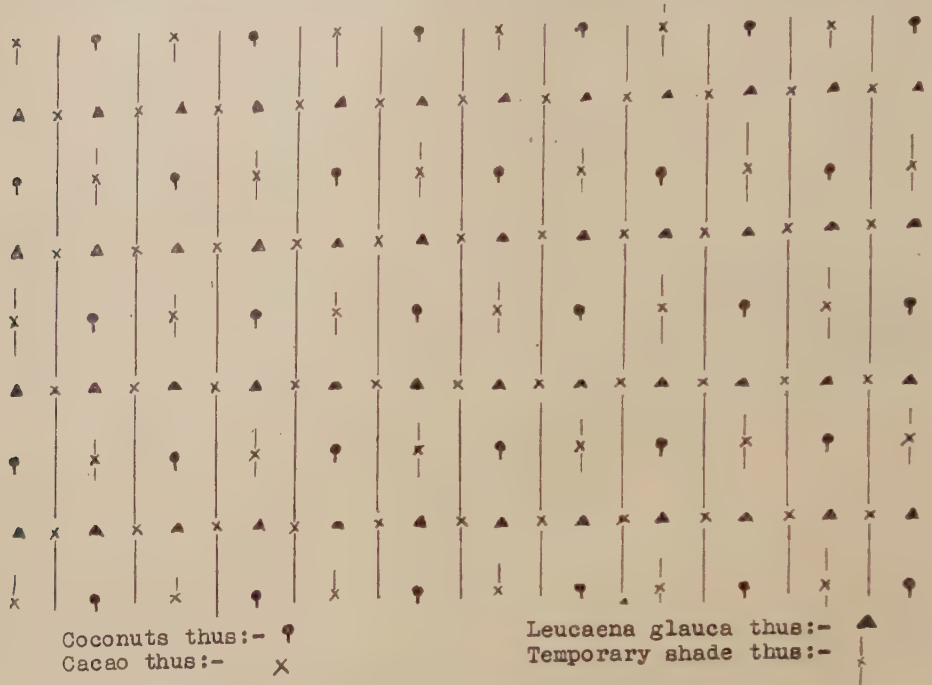 Coconuts thus:-
Cacao thus:-
Leucaena glauca thus:-
Temporary shade thus:-